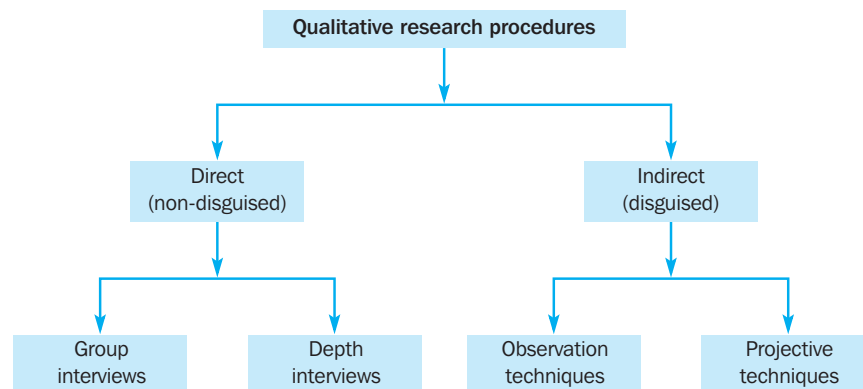 Qualitative research procedures
Direct
(non-disguised)
Indirect
(disguised)
Group
interviews
Depth
interviews
Observation
techniques
Projective
techniques